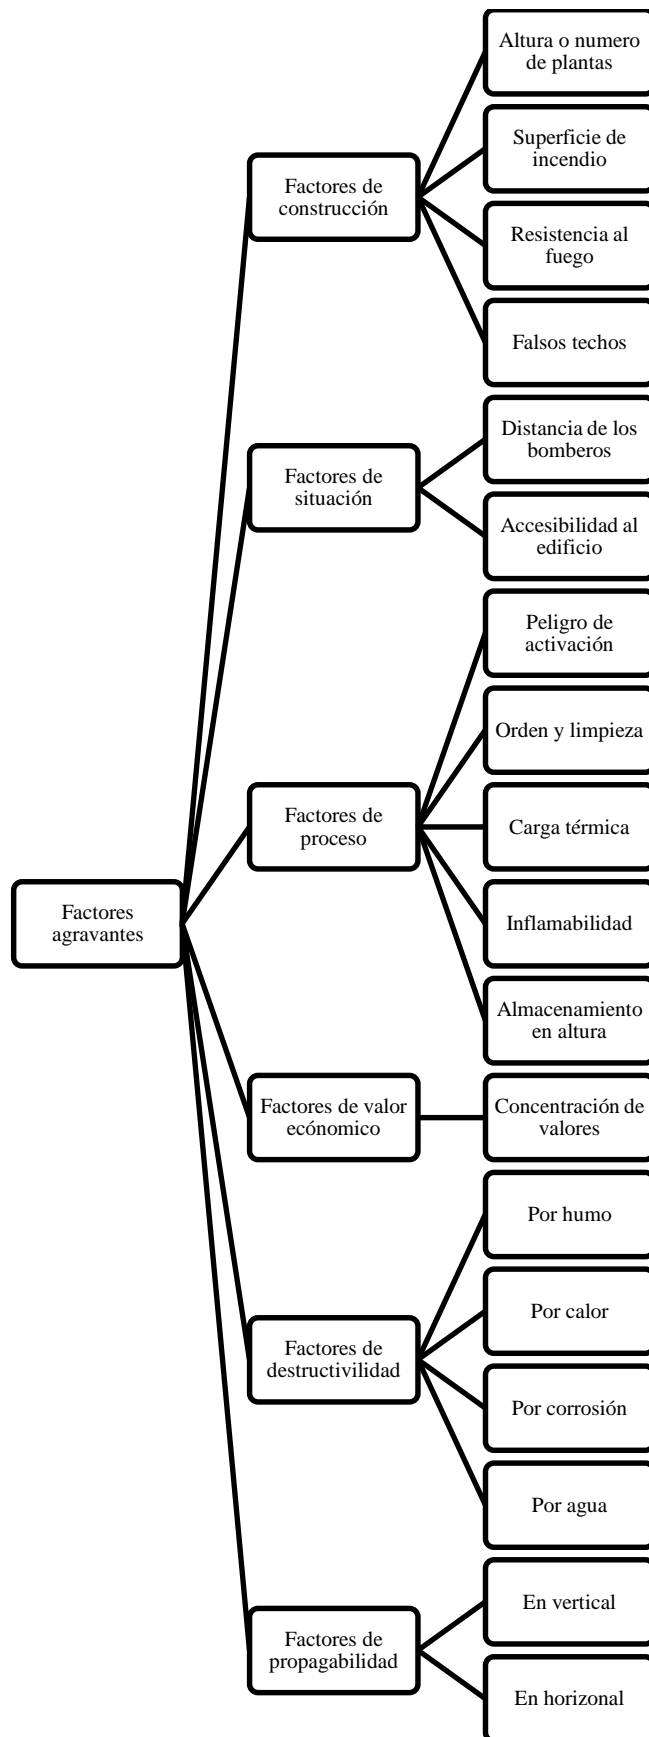 Factores
agravantes
Factores de
construcción
Altura o numero
de plantas
Superficie de
incendio
Resistencia al
fuego
Falsos techos
Factores de
situación
Distancia de los
bomberos
Accesibilidad al
edificio
Factores de
proceso
Peligro de
activación
Orden y limpieza
Carga térmica
Inflamabilidad
Almacenamiento
en altura
Factores de valor
ecónomico
Concentración de
valores
Factores de
destructivilidad
Por humo
Por calor
Por corrosión
Por agua
Factores de
propagabilidad
En vertical
En horizonal